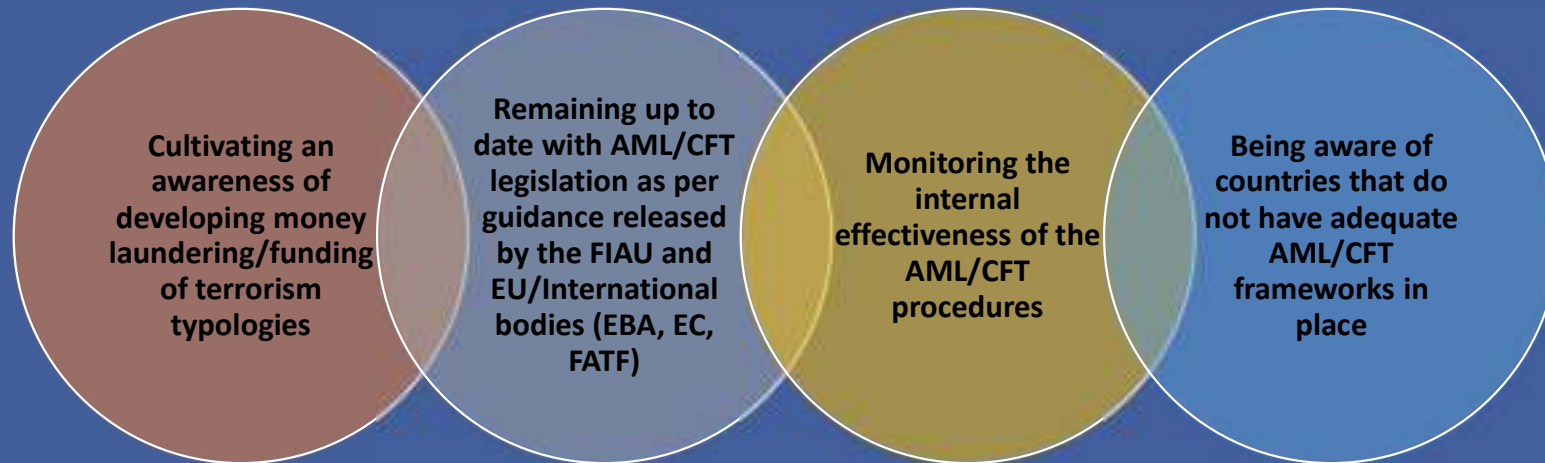 Cultivating an
awareness of
developing money
laundering/funding
of terrorism
typologies
Remaining up to
date with AML/CFT
legislation as per
guidance released
by the FIAU and
EU/International
bodies (EBA, EC,
FATF)
Monitoring the
internal
effectiveness of the
AML/CFT
procedures
Being aware of
countries that do
not have adequate
AML/CFT
frameworks in
place